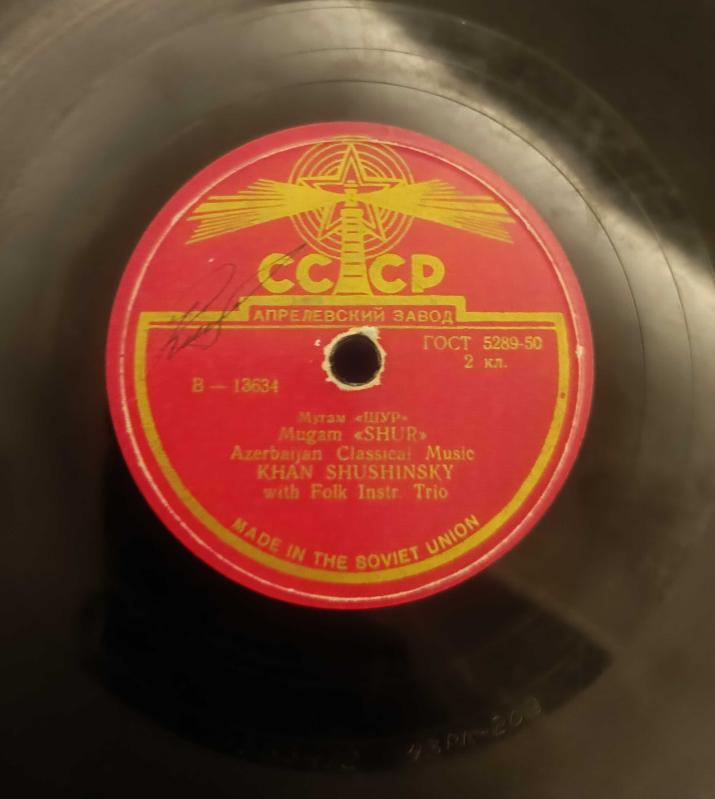 СССР
АПРЕЛЕВСКИЙ ЗАВОД
ГОСТ 5289-50
2 кл.
В — 13634
Мугам «ШУР»
Mugam «SHUR»
Azerbaijan Classical Music
KHAN SHUSHINSKY
with Folk Instr. Trio
MADE IN THE SOVIET UNION